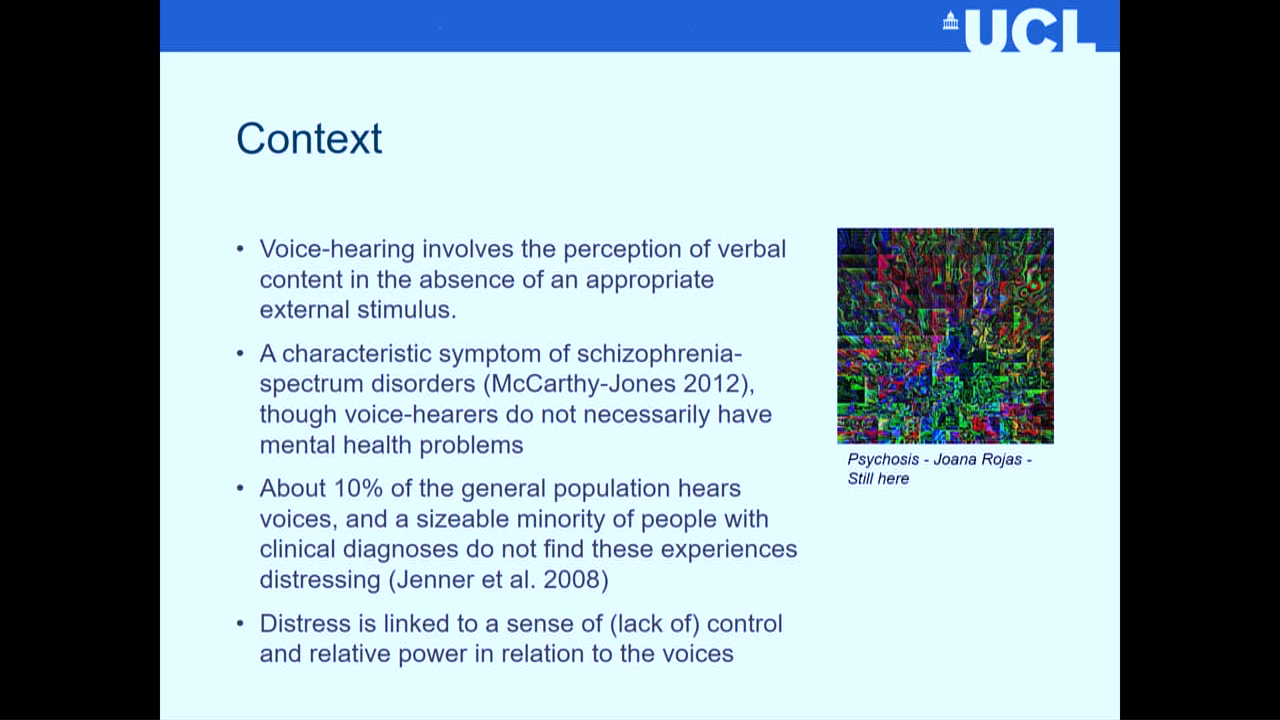 UCL
Context
• Voice-hearing involves the perception of verbal
content in the absence of an appropriate
external stimulus.
• A characteristic symptom of schizophrenia-
spectrum disorders (McCarthy-Jones 2012),
though voice-hearers do not necessarily have
mental health problems
• About 10% of the general population hears
voices, and a sizeable minority of people with
clinical diagnoses do not find these experiences
distressing (Jenner et al. 2008)
• Distress is linked to a sense of (lack of) control
and relative power in relation to the voices
Psychosis - Joana Rojas -
Still here